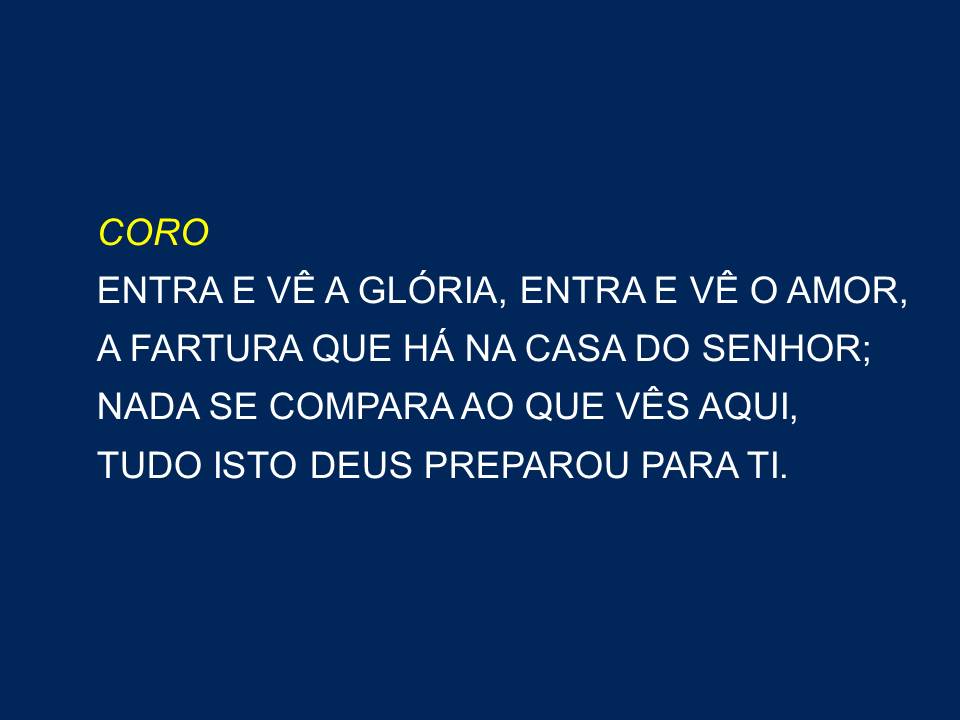 CORO
ENTRA E VÊ A GLÓRIA, ENTRA E VÊ O AMOR,
A FARTURA QUE HÁ NA CASA DO SENHOR;
NADA SE COMPARA AO QUE VÊS AQUI,
TUDO ISTO DEUS PREPAROU PARA TI.